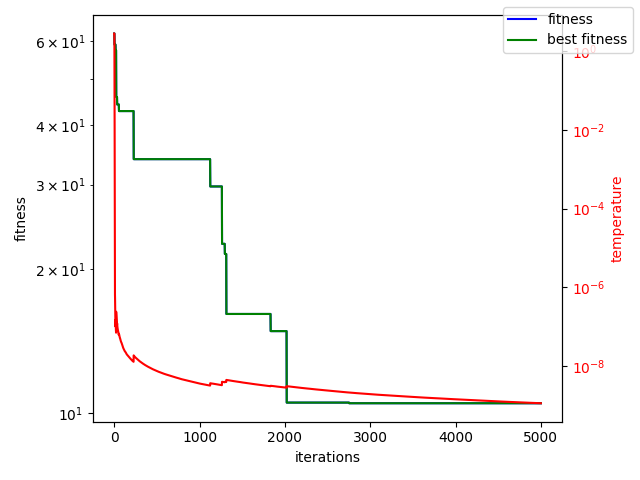 fitness
best fitness
6 × 10¹
4 × 10¹
3 × 10¹
2 × 10¹
10¹
fitness
10⁰
10⁻²
10⁻⁴
10⁻⁶
10⁻⁸
temperature
0 1000 2000 3000 4000 5000
iterations